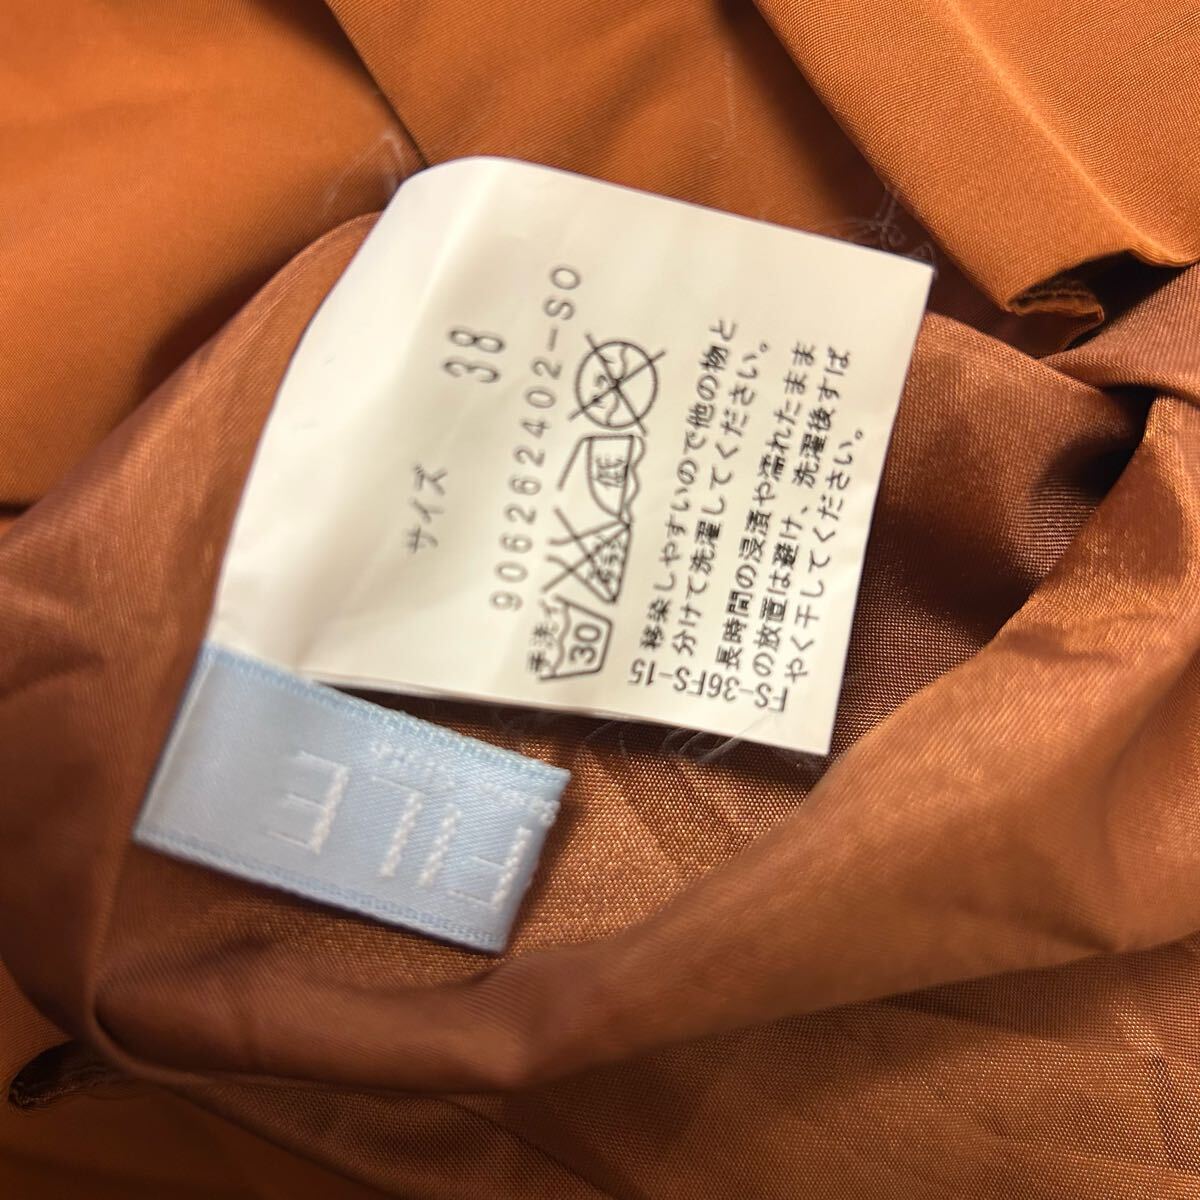 サイズ
38
906262402-SO
手洗イ
30
低
FS-15 移染しやすいので他の物と
分けて洗濯してください。
FS-36 長時間の浸漬や濡れたまま
の放置は避け、洗濯後すば
やく干してください。